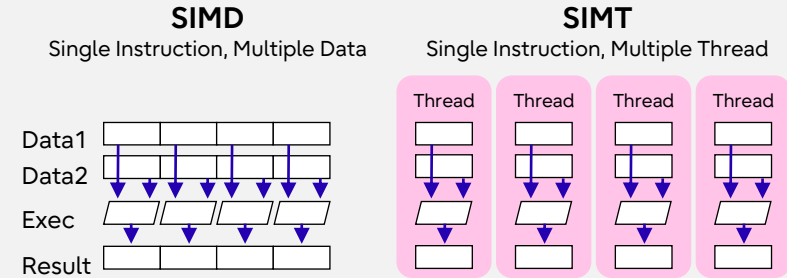 SIMD
Single Instruction, Multiple Data
Data1
Data2
Exec
Result
SIMT
Single Instruction, Multiple Thread
Thread Thread Thread Thread